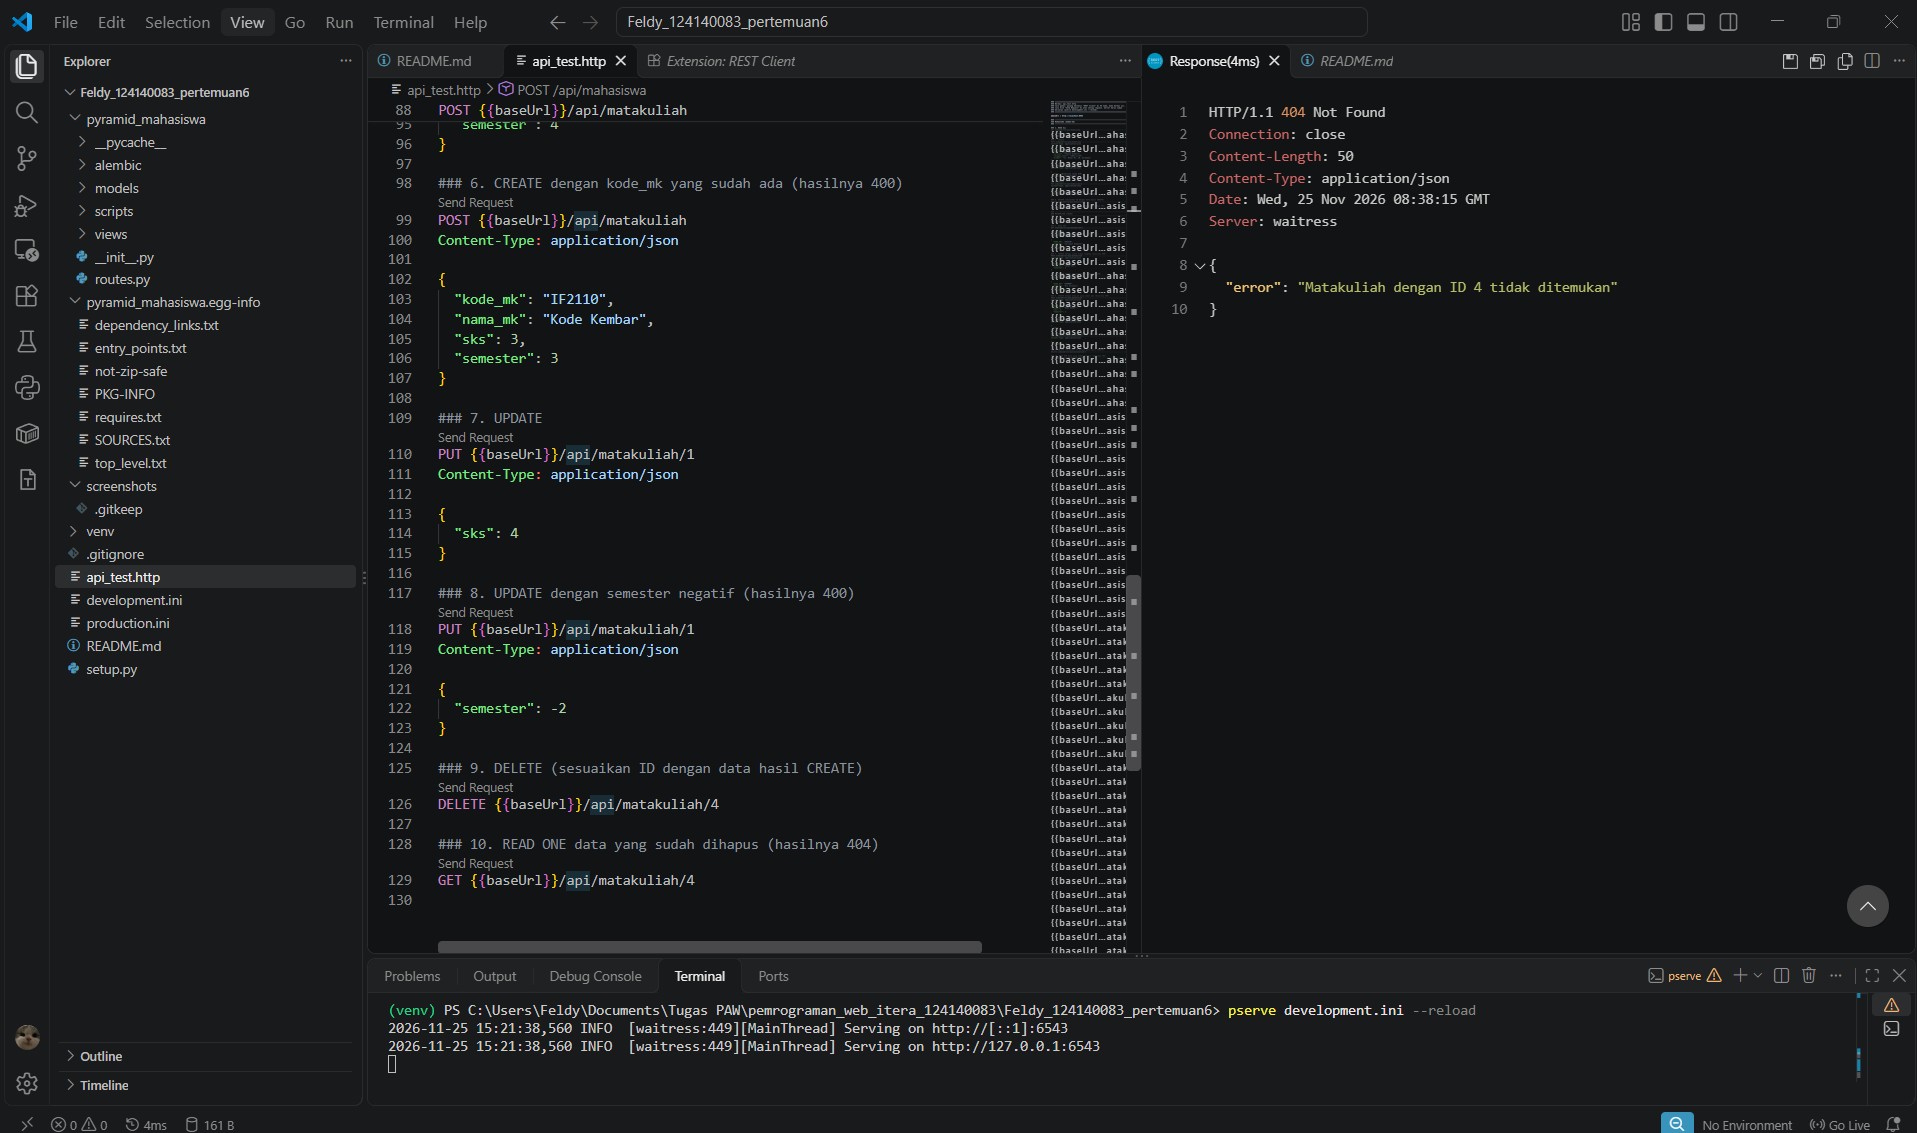 File Edit Selection View Go Run Terminal Help
Feldy_124140083_pertemuan6
Explorer
Feldy_124140083_pertemuan6
pyramid_mahasiswa
__pycache__
alembic
models
scripts
views
__init__.py
routes.py
pyramid_mahasiswa.egg-info
dependency_links.txt
entry_points.txt
not-zip-safe
PKG-INFO
requires.txt
SOURCES.txt
top_level.txt
screenshots
.gitkeep
venv
.gitignore
api_test.http
development.ini
production.ini
README.md
setup.py
Outline
Timeline
README.md
api_test.http
Extension: REST Client
api_test.http > POST /api/mahasiswa
88 POST {{baseUrl}}/api/matakuliah
95 "semester": 4
96 }
97
98 ### 6. CREATE dengan kode_mk yang sudah ada (hasilnya 400)
Send Request
99 POST {{baseUrl}}/api/matakuliah
100 Content-Type: application/json
101
102 {
103 "kode_mk": "IF2110",
104 "nama_mk": "Kode Kembar",
105 "sks": 3,
106 "semester": 3
107 }
108
109 ### 7. UPDATE
Send Request
110 PUT {{baseUrl}}/api/matakuliah/1
111 Content-Type: application/json
112
113 {
114 "sks": 4
115 }
116
117 ### 8. UPDATE dengan semester negatif (hasilnya 400)
Send Request
118 PUT {{baseUrl}}/api/matakuliah/1
119 Content-Type: application/json
120
121 {
122 "semester": -2
123 }
124
125 ### 9. DELETE (sesuaikan ID dengan data hasil CREATE)
Send Request
126 DELETE {{baseUrl}}/api/matakuliah/4
127
128 ### 10. READ ONE data yang sudah dihapus (hasilnya 404)
Send Request
129 GET {{baseUrl}}/api/matakuliah/4
130
Response(4ms)
README.md
1 HTTP/1.1 404 Not Found
2 Connection: close
3 Content-Length: 50
4 Content-Type: application/json
5 Date: Wed, 25 Nov 2026 08:38:15 GMT
6 Server: waitress
7
8 {
9 "error": "Matakuliah dengan ID 4 tidak ditemukan"
10 }
Problems Output Debug Console Terminal Ports
pserve
(venv) PS C:\Users\Feldy\Documents\Tugas PAW\pemrograman_web_itera_124140083\Feldy_124140083_pertemuan6> pserve development.ini --reload
2026-11-25 15:21:38,560 INFO [waitress:449][MainThread] Serving on http://[::1]:6543
2026-11-25 15:21:38,560 INFO [waitress:449][MainThread] Serving on http://127.0.0.1:6543
0 0 4ms 161 B
No Environment Go Live